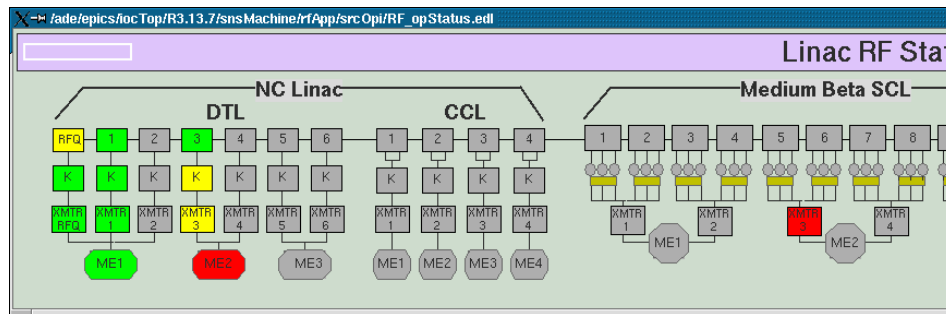 /ade/epics/iocTop/R3.13.7/snsMachine/rfApp/srcOpi/RF_opStatus.edl
Linac RF Sta
NC Linac
Medium Beta SCL
DTL
CCL
RFQ 1 2 3 4 5 6 1 2 3 4 1 2 3 4 5 6 7 8
K K K K K K K K K K K
XMTR RFQ
XMTR 1
XMTR 2
XMTR 3
XMTR 4
XMTR 5
XMTR 6
XMTR 1
XMTR 2
XMTR 3
XMTR 4
XMTR 1
XMTR 2
XMTR 3
XMTR 4
ME1 ME2 ME3 ME1 ME2 ME3 ME4 ME1 ME2